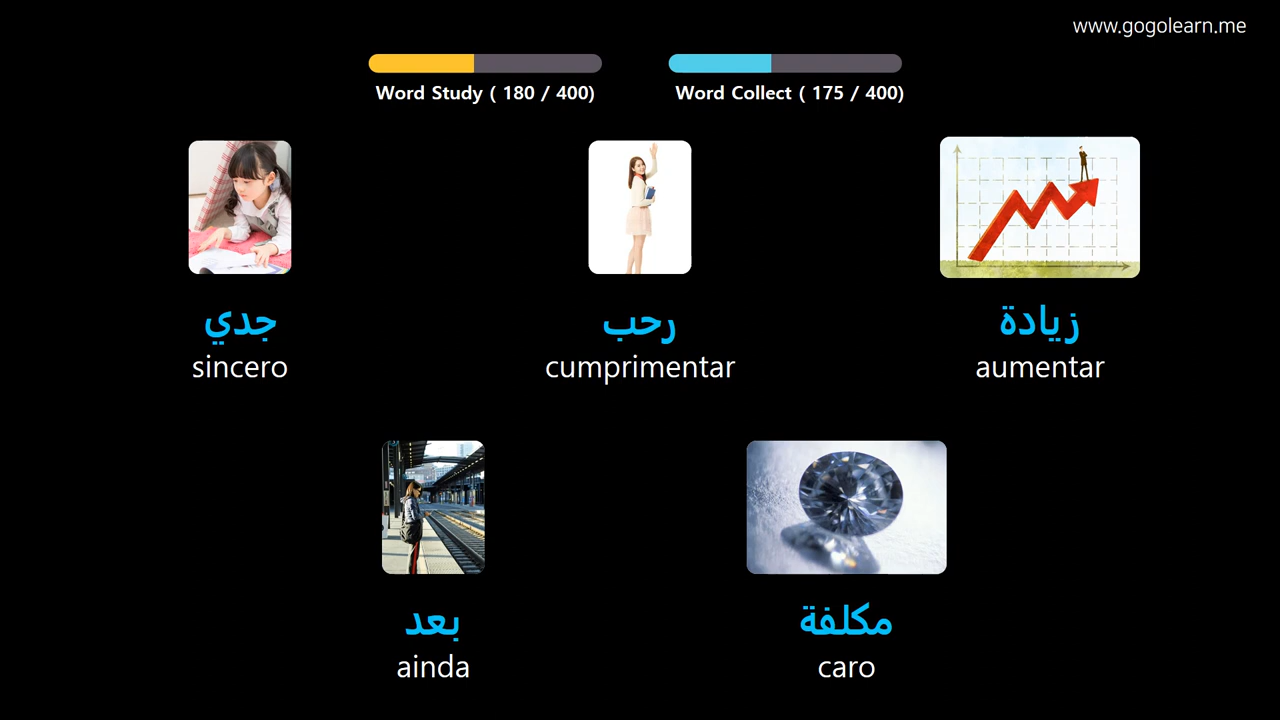 www.gogolearn.me
Word Study ( 180 / 400)
Word Collect ( 175 / 400)
جدي
sincero
رحب
cumprimentar
زيادة
aumentar
بعد
ainda
مكلفة
caro